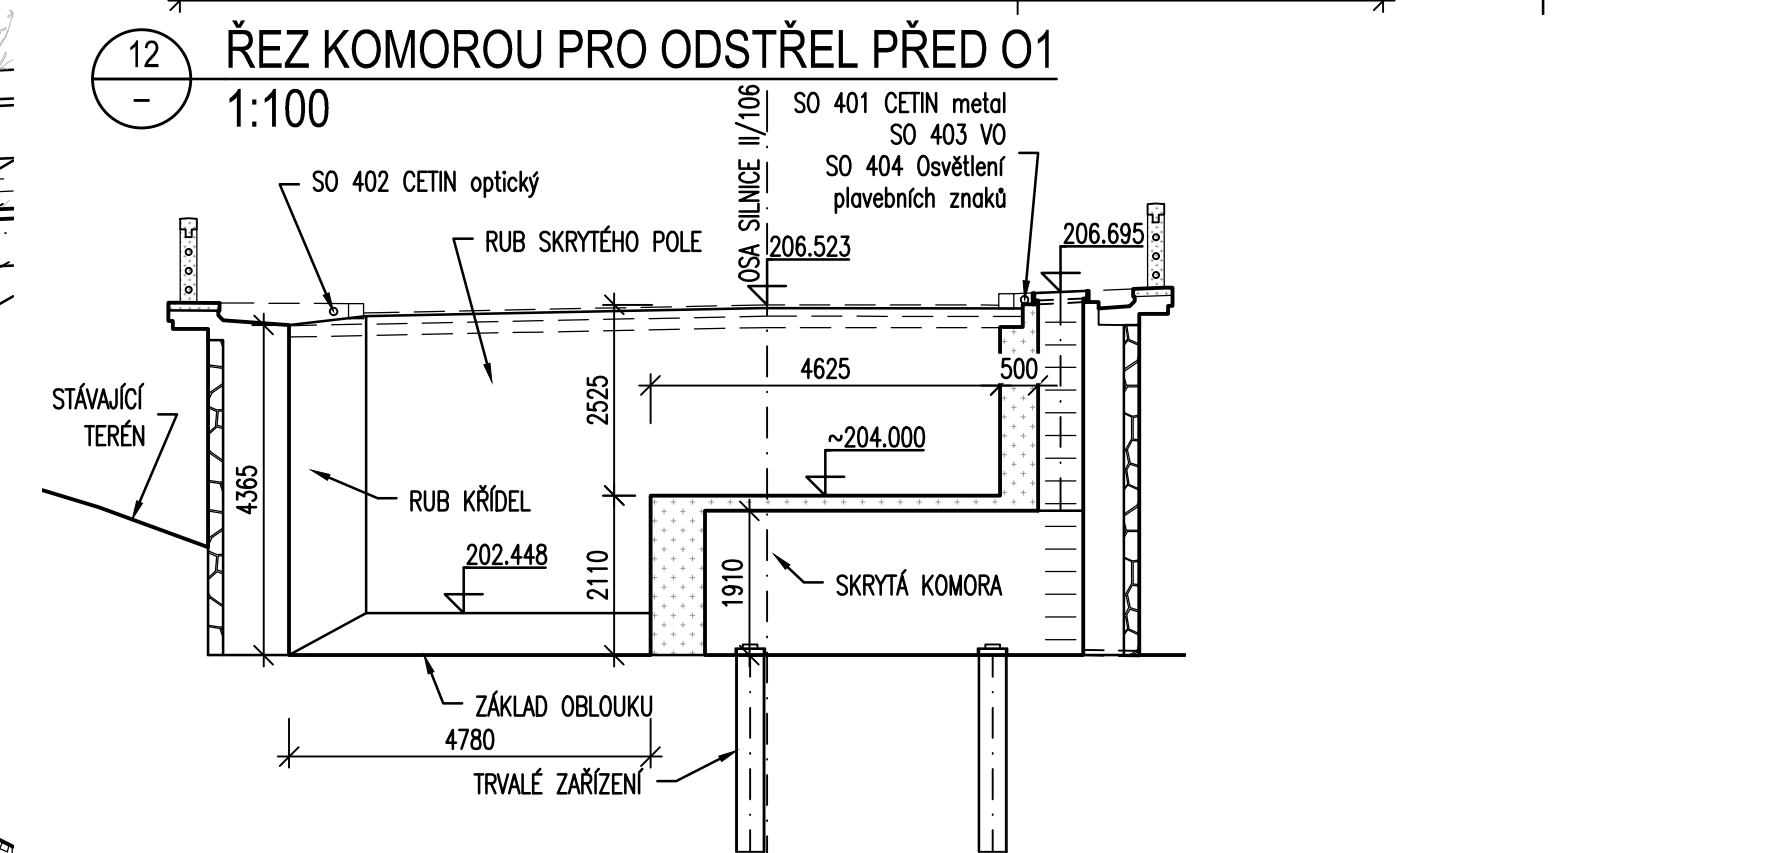 12
–
ŘEZ KOMOROU PRO ODSTŘEL PŘED O1
1:100
OSA SILNICE II/106
SO 401 CETIN metal
SO 403 VO
SO 404 Osvětlení
plavebních znaků
SO 402 CETIN optický
RUB SKRYTÉHO POLE
206.523
206.695
4625
500
STÁVAJÍCÍ
TERÉN
2525
~204.000
4365
RUB KŘÍDEL
202.448
2110
1910
SKRYTÁ KOMORA
ZÁKLAD OBLOUKU
4780
TRVALÉ ZAŘÍZENÍ